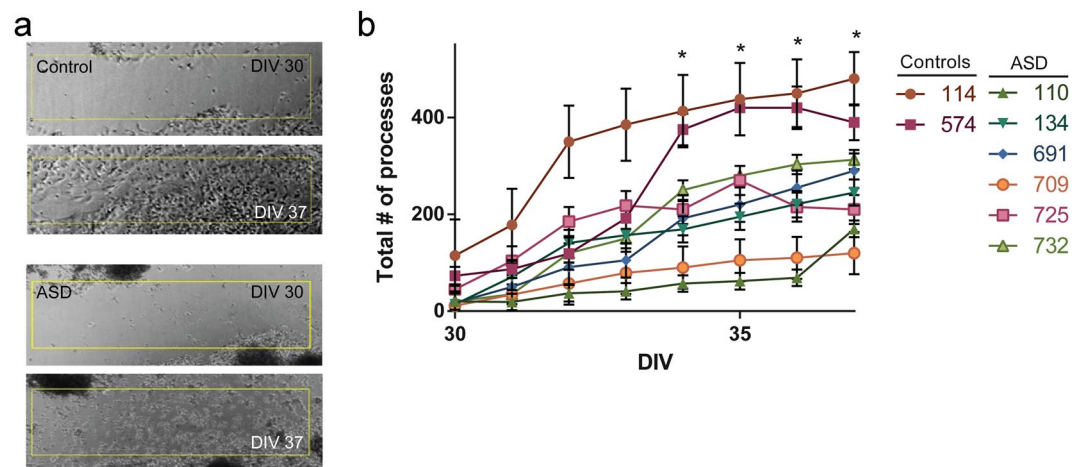 a
Control
DIV 30
DIV 37
ASD
DIV 30
DIV 37
b
Total # of processes
400
200
0
30
35
DIV
*
*
*
*
Controls
114
574
ASD
110
134
691
709
725
732